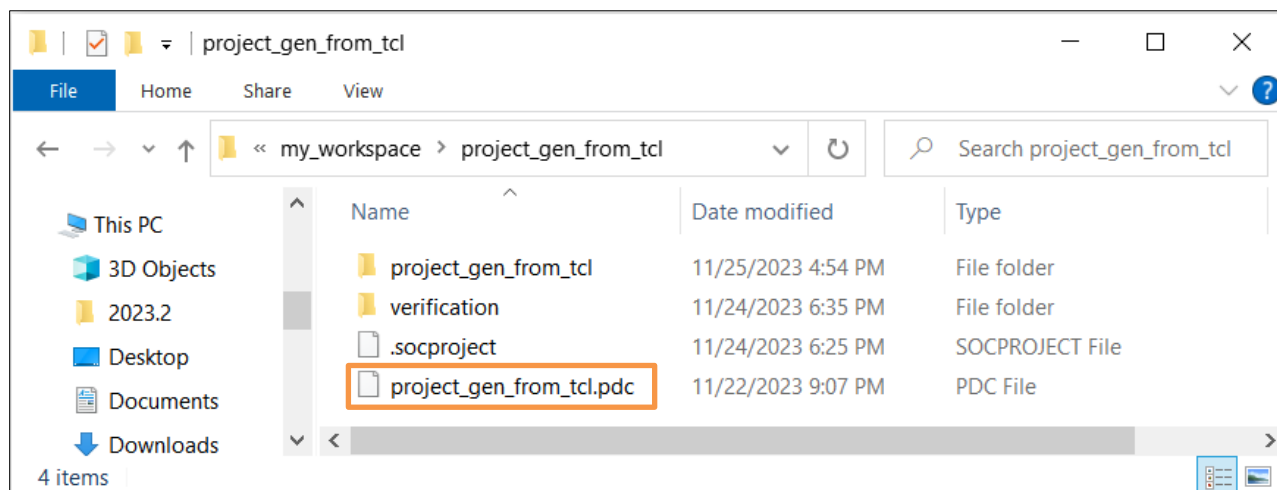 project_gen_from_tcl
File Home Share View ?
« my_workspace > project_gen_from_tcl Search project_gen_from_tcl
Name Date modified Type
This PC
3D Objects
2023.2
Desktop
Documents
Downloads
project_gen_from_tcl 11/25/2023 4:54 PM File folder
verification 11/24/2023 6:35 PM File folder
.socproject 11/24/2023 6:25 PM SOCPROJECT File
project_gen_from_tcl.pdc 11/22/2023 9:07 PM PDC File
4 items